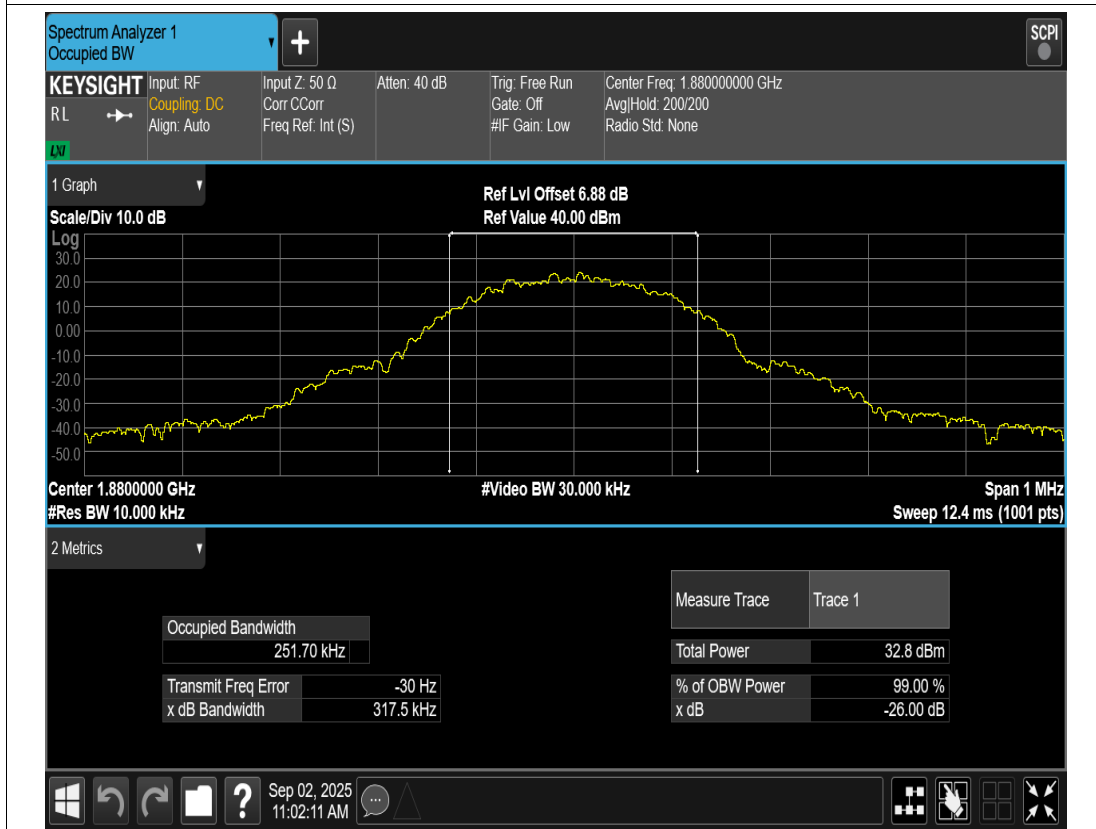 Spectrum Analyzer 1
Occupied BW
+
SCPI
KEYSIGHT
RL
LXI
Input: RF
Coupling: DC
Align: Auto
Input Z: 50 Ω
Corr CCorr
Freq Ref: Int (S)
Atten: 40 dB
Trig: Free Run
Gate: Off
#IF Gain: Low
Center Freq: 1.880000000 GHz
Avg|Hold: 200/200
Radio Std: None
1 Graph
Scale/Div 10.0 dB
Ref Lvl Offset 6.88 dB
Ref Value 40.00 dBm
Log
30.0
20.0
10.0
0.00
-10.0
-20.0
-30.0
-40.0
-50.0
Center 1.8800000 GHz
#Res BW 10.000 kHz
#Video BW 30.000 kHz
Span 1 MHz
Sweep 12.4 ms (1001 pts)
2 Metrics
Occupied Bandwidth
251.70 kHz
Transmit Freq Error -30 Hz
x dB Bandwidth 317.5 kHz
Measure Trace Trace 1
Total Power 32.8 dBm
% of OBW Power 99.00 %
x dB -26.00 dB
?
Sep 02, 2025
11:02:11 AM